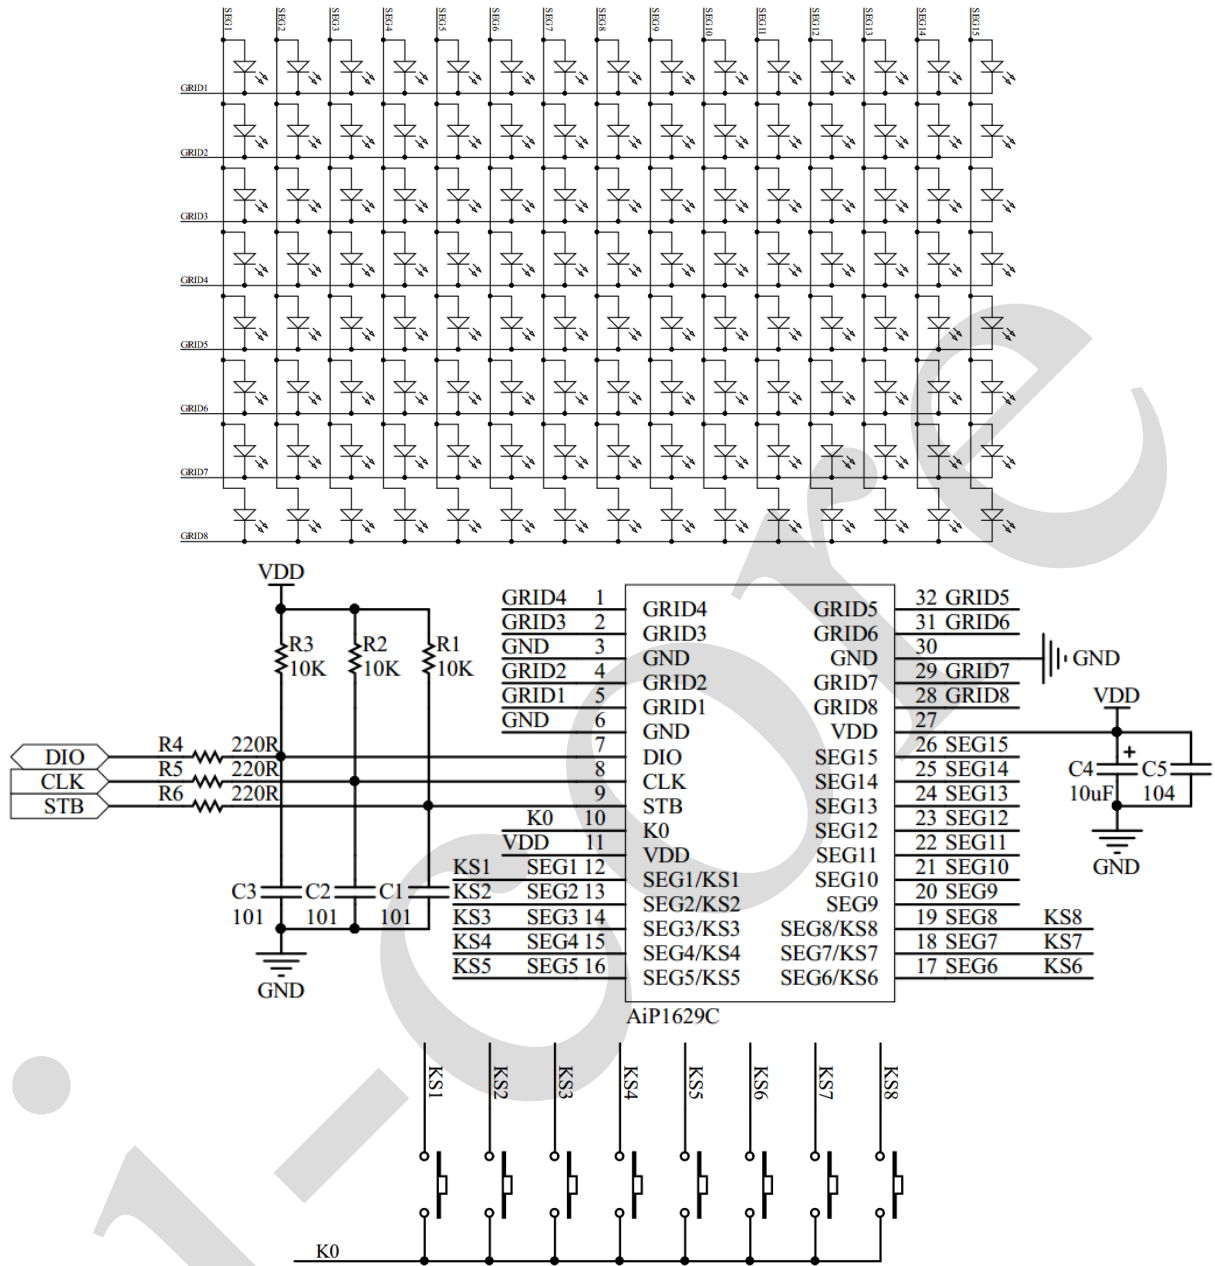 SEG1 SEG2 SEG3 SEG4 SEG5 SEG6 SEG7 SEG8 SEG9 SEG10 SEG11 SEG12 SEG13 SEG14 SEG15
GRID1
GRID2
GRID3
GRID4
GRID5
GRID6
GRID7
GRID8
VDD
R3 R2 R1
10K 10K 10K
GRID4 1 GRID4 GRID5 32 GRID5
GRID3 2 GRID3 GRID6 31 GRID6
GND 3 GND GND 30 GND
GRID2 4 GRID2 GRID7 29 GRID7
GRID1 5 GRID1 GRID8 28 GRID8
VDD
GND 6 GND VDD 27
DIO R4 220R 7 DIO SEG15 26 SEG15
CLK R5 220R 8 CLK SEG14 25 SEG14
STB R6 220R 9 STB SEG13 24 SEG13
C4 + C5
10uF 104
GND
K0 10 K0 SEG12 23 SEG12
VDD 11 VDD SEG11 22 SEG11
KS1 SEG1 12 SEG1/KS1 SEG10 21 SEG10
KS2 SEG2 13 SEG2/KS2 SEG9 20 SEG9
KS3 SEG3 14 SEG3/KS3 SEG8/KS8 19 SEG8 KS8
KS4 SEG4 15 SEG4/KS4 SEG7/KS7 18 SEG7 KS7
KS5 SEG5 16 SEG5/KS5 SEG6/KS6 17 SEG6 KS6
C3 C2 C1
101 101 101
GND
AiP1629C
KS1 KS2 KS3 KS4 KS5 KS6 KS7 KS8
K0
i-core